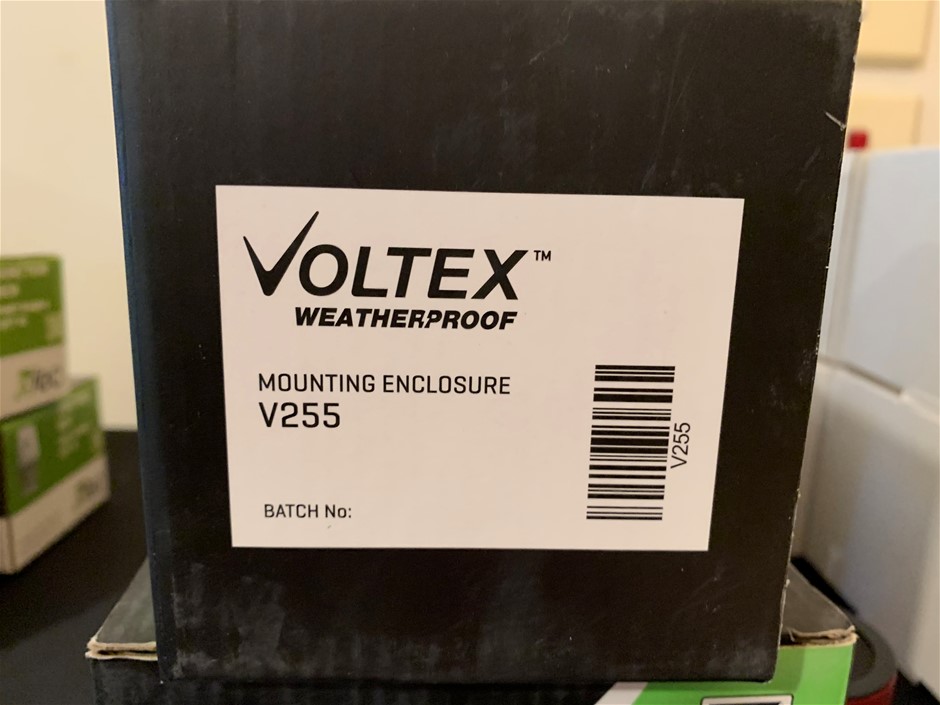 VOLTEX™
WEATHERPROOF
MOUNTING ENCLOSURE
V255
V255
BATCH No: